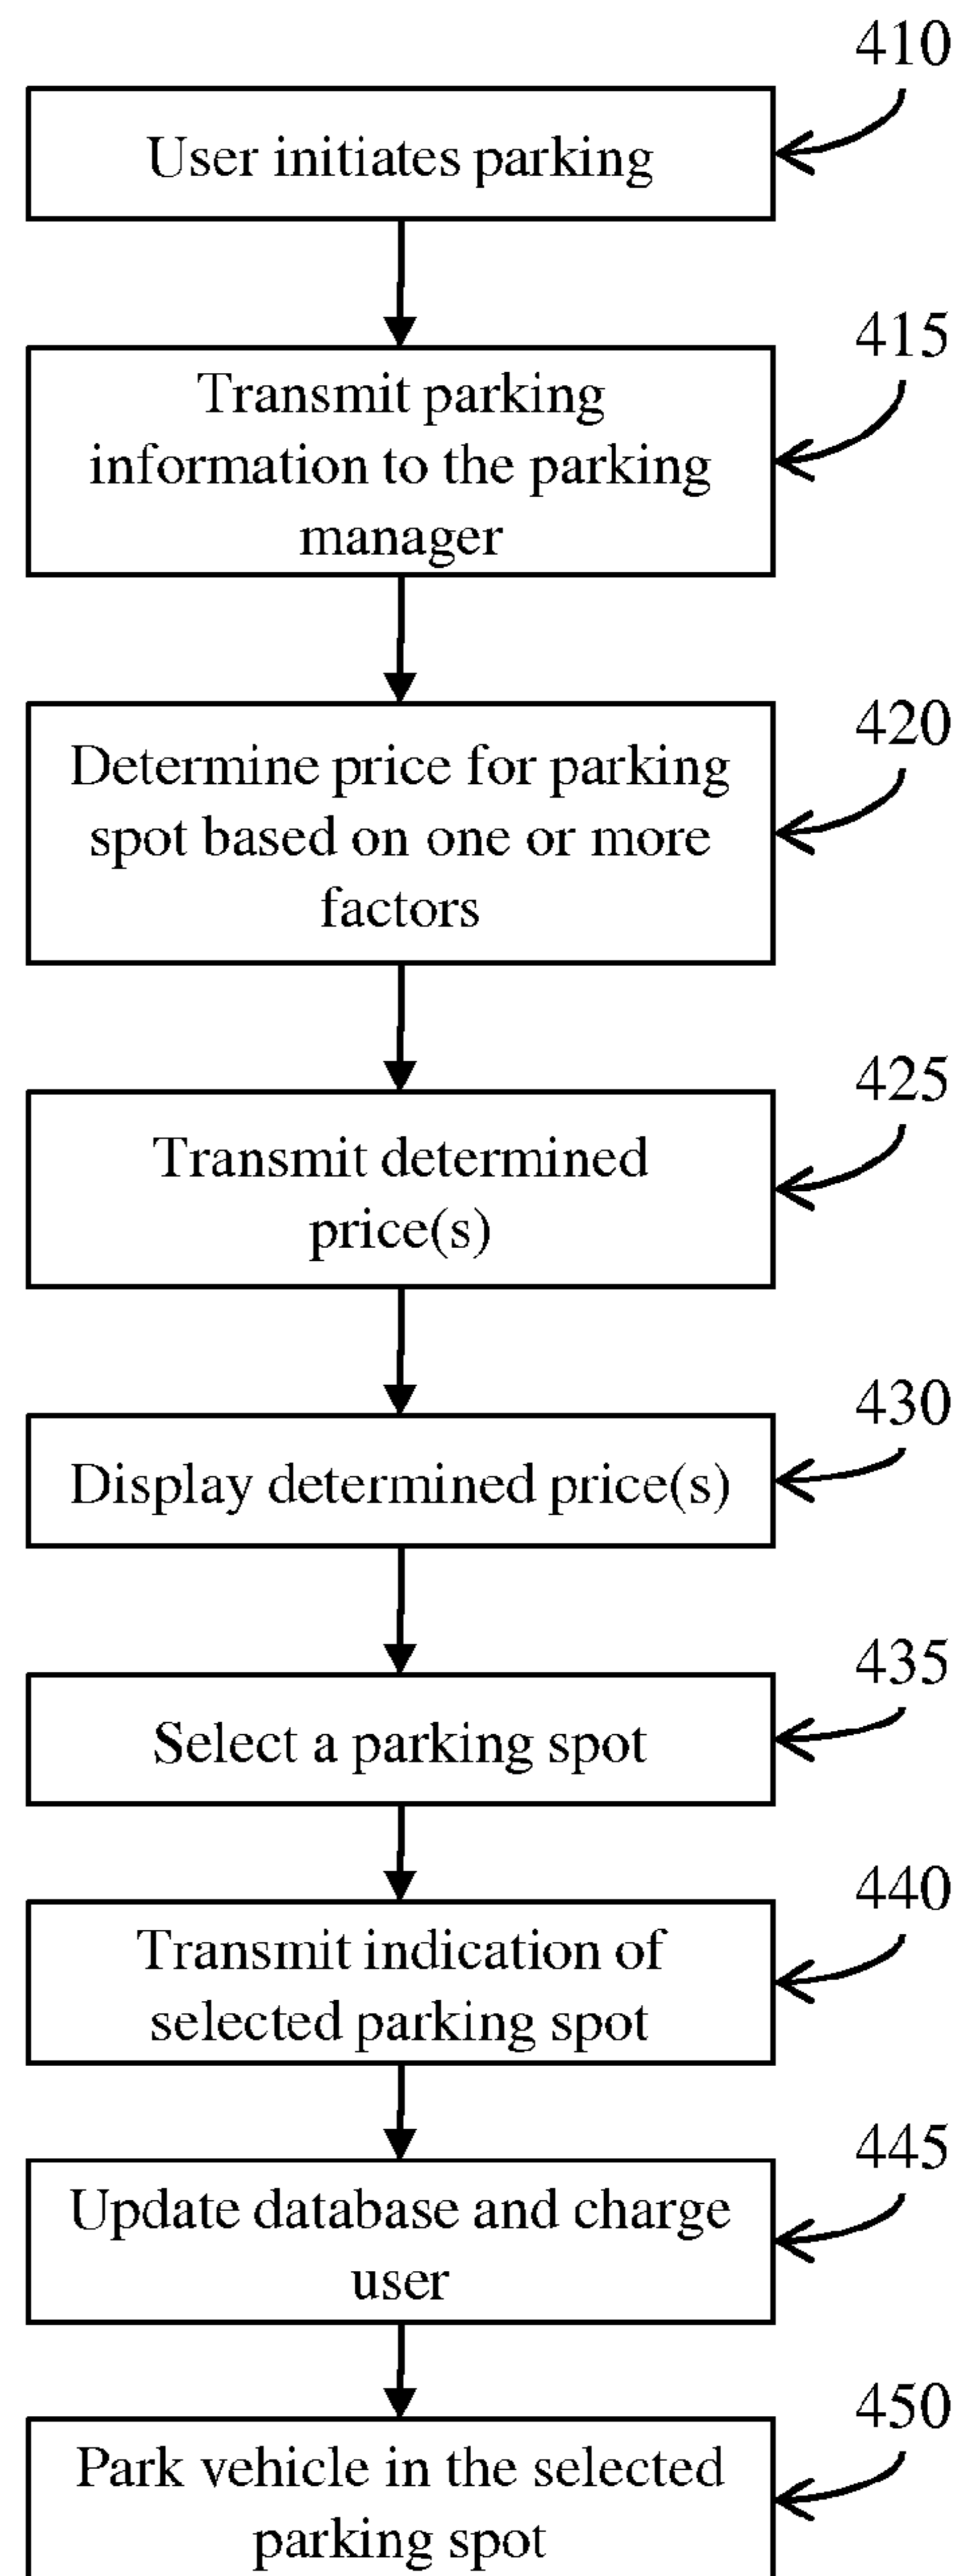 410
User initiates parking
415
Transmit parking
information to the parking
manager
420
Determine price for parking
spot based on one or more
factors
425
Transmit determined
price(s)
430
Display determined price(s)
435
Select a parking spot
440
Transmit indication of
selected parking spot
445
Update database and charge
user
450
Park vehicle in the selected
parking spot